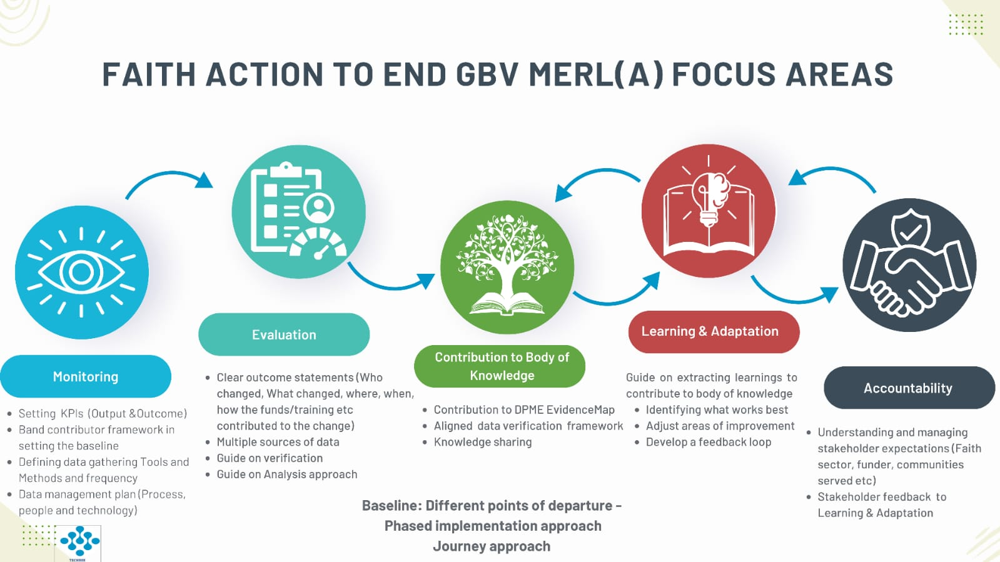 FAITH ACTION TO END GBV MERL(A) FOCUS AREAS
Monitoring
• Setting KPIs (Output &Outcome)
• Band contributor framework in
setting the baseline
• Defining data gathering Tools and
Methods and frequency
• Data management plan (Process,
people and technology)
Evaluation
• Clear outcome statements (Who
changed, What changed, where, when,
how the funds/training etc
contributed to the change)
• Multiple sources of data
• Guide on verification
• Guide on Analysis approach
Contribution to Body of
Knowledge
• Contribution to DPME EvidenceMap
• Aligned data verification framework
• Knowledge sharing
Learning & Adaptation
Guide on extracting learnings to
contribute to body of knowledge
• Identifying what works best
• Adjust areas of improvement
• Develop a feedback loop
Accountability
• Understanding and managing
stakeholder expectations (Faith
sector, funder, communities
served etc)
• Stakeholder feedback to
Learning & Adaptation
Baseline: Different points of departure -
Phased implementation approach
Journey approach
TECHBEE